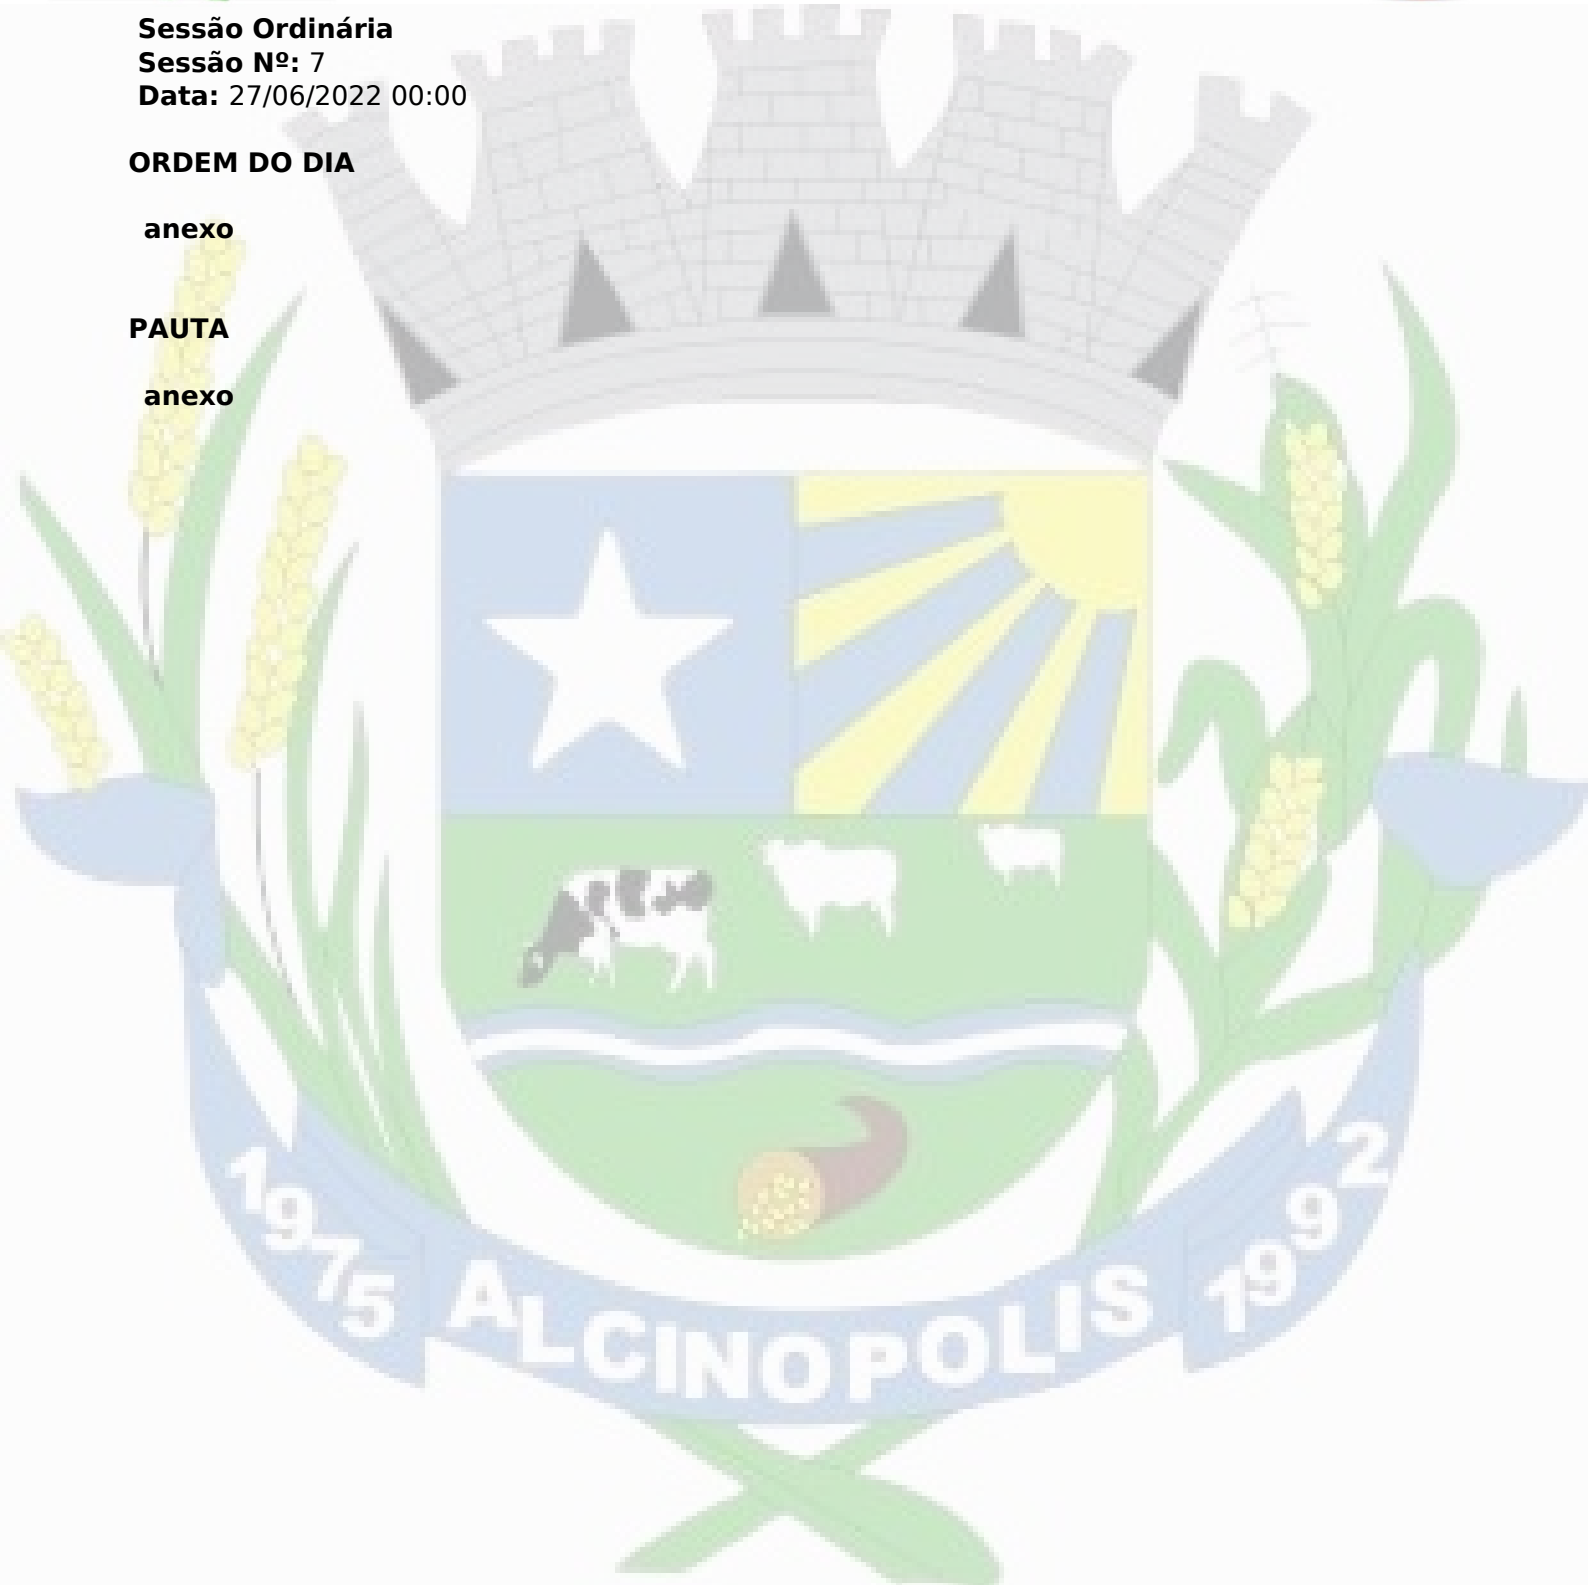 Sessão Ordinária
Sessão Nº: 7
Data: 27/06/2022 00:00
ORDEM DO DIA
anexo
PAUTA
anexo
1975
ALCINOPOLIS
1992